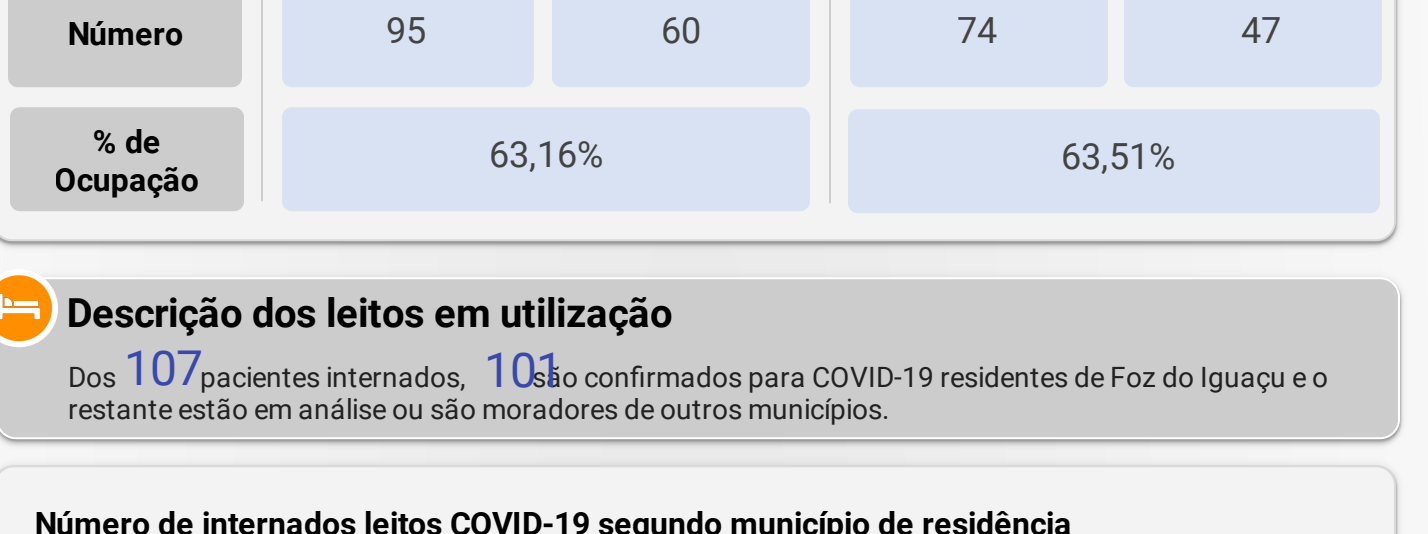 Número 95 60 74 47
% de
Ocupação 63,16% 63,51%
Descrição dos leitos em utilização
Dos 107 pacientes internados, 101 são confirmados para COVID-19 residentes de Foz do Iguaçu e o
restante estão em análise ou são moradores de outros municípios.
Número de internados leitos COVID-19 segundo município de residência